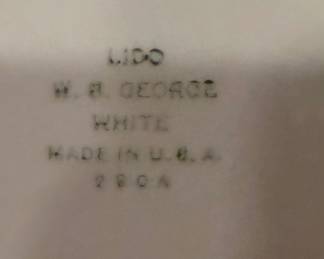 LIDO
W. S. GEORGE
WHITE
MADE IN U.S.A.